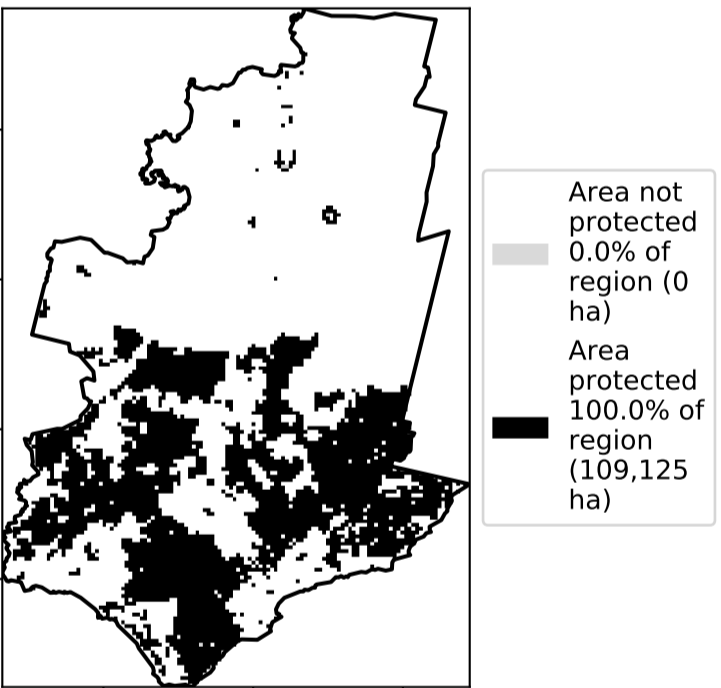 Area not
protected
0.0% of
region (0
ha)
Area
protected
100.0% of
region
(109,125
ha)